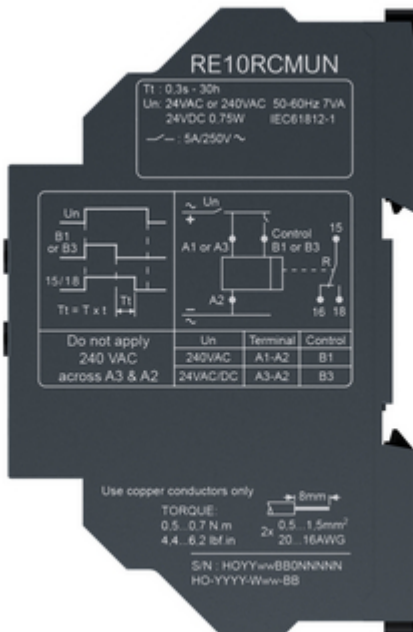 RE10RCMUN
Tt : 0,3s - 30h
Un: 24VAC or 240VAC 50-60Hz 7VA
24VDC 0.75W IEC61812-1
: 5A/250V ~
Un
B1
or B3
15/18
Tt
Tt = T x t
~ Un
+
Control
A1 or A3 B1 or B3
15
R
A2
16 18
–
~
Do not apply
240 VAC
across A3 & A2
Un Terminal Control
240VAC A1-A2 B1
24VAC/DC A3-A2 B3
Use copper conductors only
TORQUE:
0,5...0,7 N m
4,4...6,2 lbf.in
8mm
2x 0,5...1,5mm²
20...16AWG
S/N : HOYYwwBB0NNNNN
HO-YYYY-Www-BB